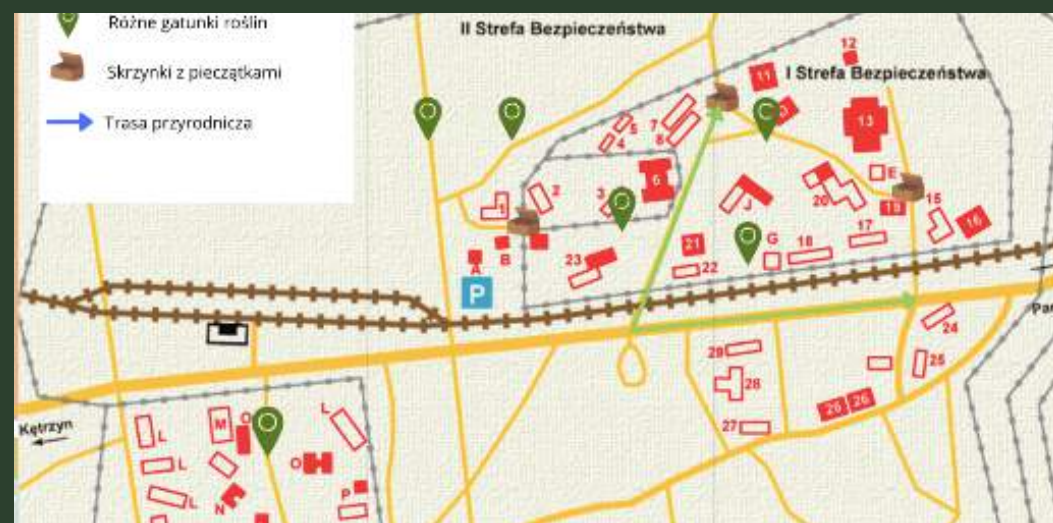 Różne gatunki roślin
Skrzynki z pieczątkami
Trasa przyrodnicza
II Strefa Bezpieczeństwa
I Strefa Bezpieczeństwa
12
11
13
7
8
5
4
6
E
3
2
1
J
20
19
15
16
17
G
18
21
22
23
B
A
P
24
25
29
28
26 26
27
Kętrzyn
L
M
O
L
L
O
L
N
P